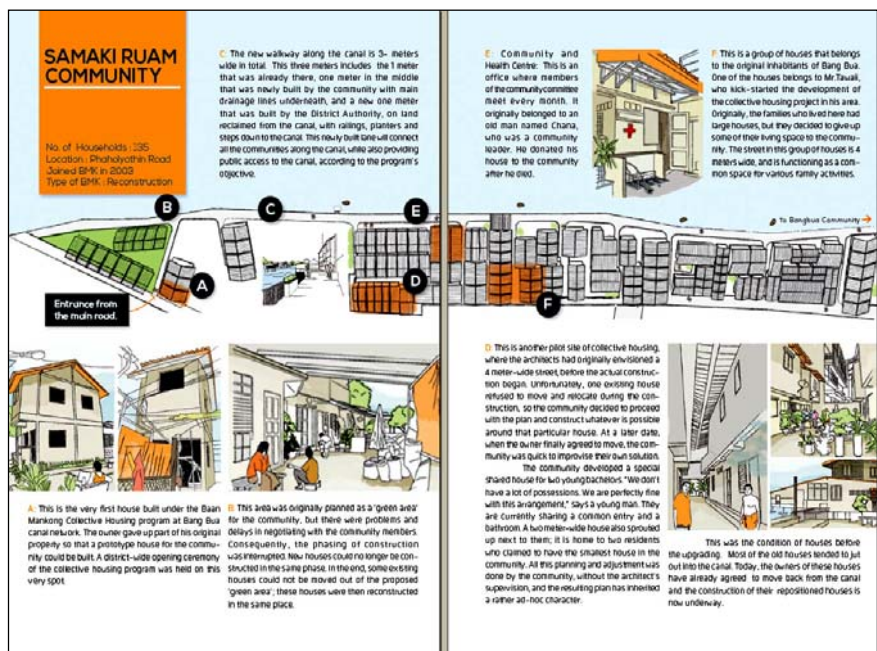 SAMAKI RUAM
COMMUNITY
No. of Households : 135
Location : Phaholyothin Road
Joined BMK in 2003
Type of BMK : Reconstruction
C: The new walkway along the canal is 3- meters
wide in total. This three meters includes the 1 meter
that was already there, one meter in the middle
that was newly built by the community with main
drainage lines underneath, and a new one meter
that was built by the District Authority, on land
reclaimed from the canal, with railings, planters and
steps down to the canal. This newly built lane will connect
all the communities along the canal, while also providing
public access to the canal, according to the program's
objective.
E: Community and
Health Centre: This is an
office where members
of the community committee
meet every month. It
originally belonged to an
old man named Chana,
who was a community
leader. He donated his
house to the community
after he died.
F: This is a group of houses that belongs
to the original inhabitants of Bang Bua.
One of the houses belongs to Mr.Tawali,
who kick-started the development of
the collective housing project in his area.
Originally, the families who lived here had
large houses, but they decided to give up
some of their living space to the commu-
nity. The street in this group of houses is 4
meters wide, and is functioning as a com-
mon space for various family activities.
B
C
E
to Bangbua Community
A
D
F
Entrance from
the main road.
A: This is the very first house built under the Baan
Mankong Collective Housing program at Bang Bua
canal network. The owner gave up part of his original
property so that a prototype house for the commu-
nity could be built. A district-wide opening ceremony
of the collective housing program was held on this
very spot.
B: This area was originally planned as a 'green area'
for the community, but there were problems and
delays in negotiating with the community members.
Consequently, the phasing of construction
was interrupted. New houses could no longer be con-
structed in the same phase. In the end, some existing
houses could not be moved out of the proposed
'green area'; these houses were then reconstructed
in the same place.
D: This is another pilot site of collective housing,
where the architects had originally envisioned a
4 meter-wide street, before the actual construc-
tion began. Unfortunately, one existing house
refused to move and relocate during the con-
struction, so the community decided to proceed
with the plan and construct whatever is possible
around that particular house. At a later date,
when the owner finally agreed to move, the com-
munity was quick to improvise their own solution.
The community developed a special
shared house for two young bachelors. "We don't
have a lot of possessions. We are perfectly fine
with this arrangement," says a young man. They
are currently sharing a common entry and a
bathroom. A two meter-wide house also sprouted
up next to them; it is home to two residents
who claimed to have the smallest house in the
community. All this planning and adjustment was
done by the community, without the architect's
supervision, and the resulting plan has inherited
a rather ad-hoc character.
This was the condition of houses before
the upgrading. Most of the old houses tended to jut
out into the canal. Today, the owners of these houses
have already agreed to move back from the canal
and the construction of their repositioned houses is
now underway.